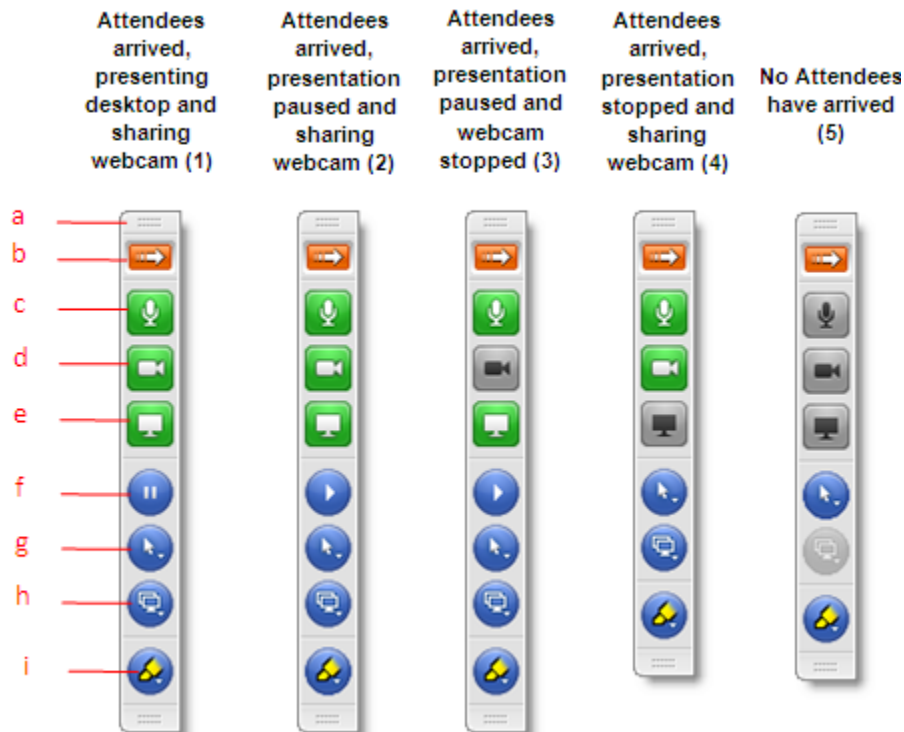 Attendees
arrived,
presenting
desktop and
sharing
webcam (1)
Attendees
arrived,
presentation
paused and
sharing
webcam (2)
Attendees
arrived,
presentation
paused and
webcam
stopped (3)
Attendees
arrived,
presentation
stopped and
sharing
webcam (4)
No Attendees
have arrived
(5)
a
b
c
d
e
f
g
h
i